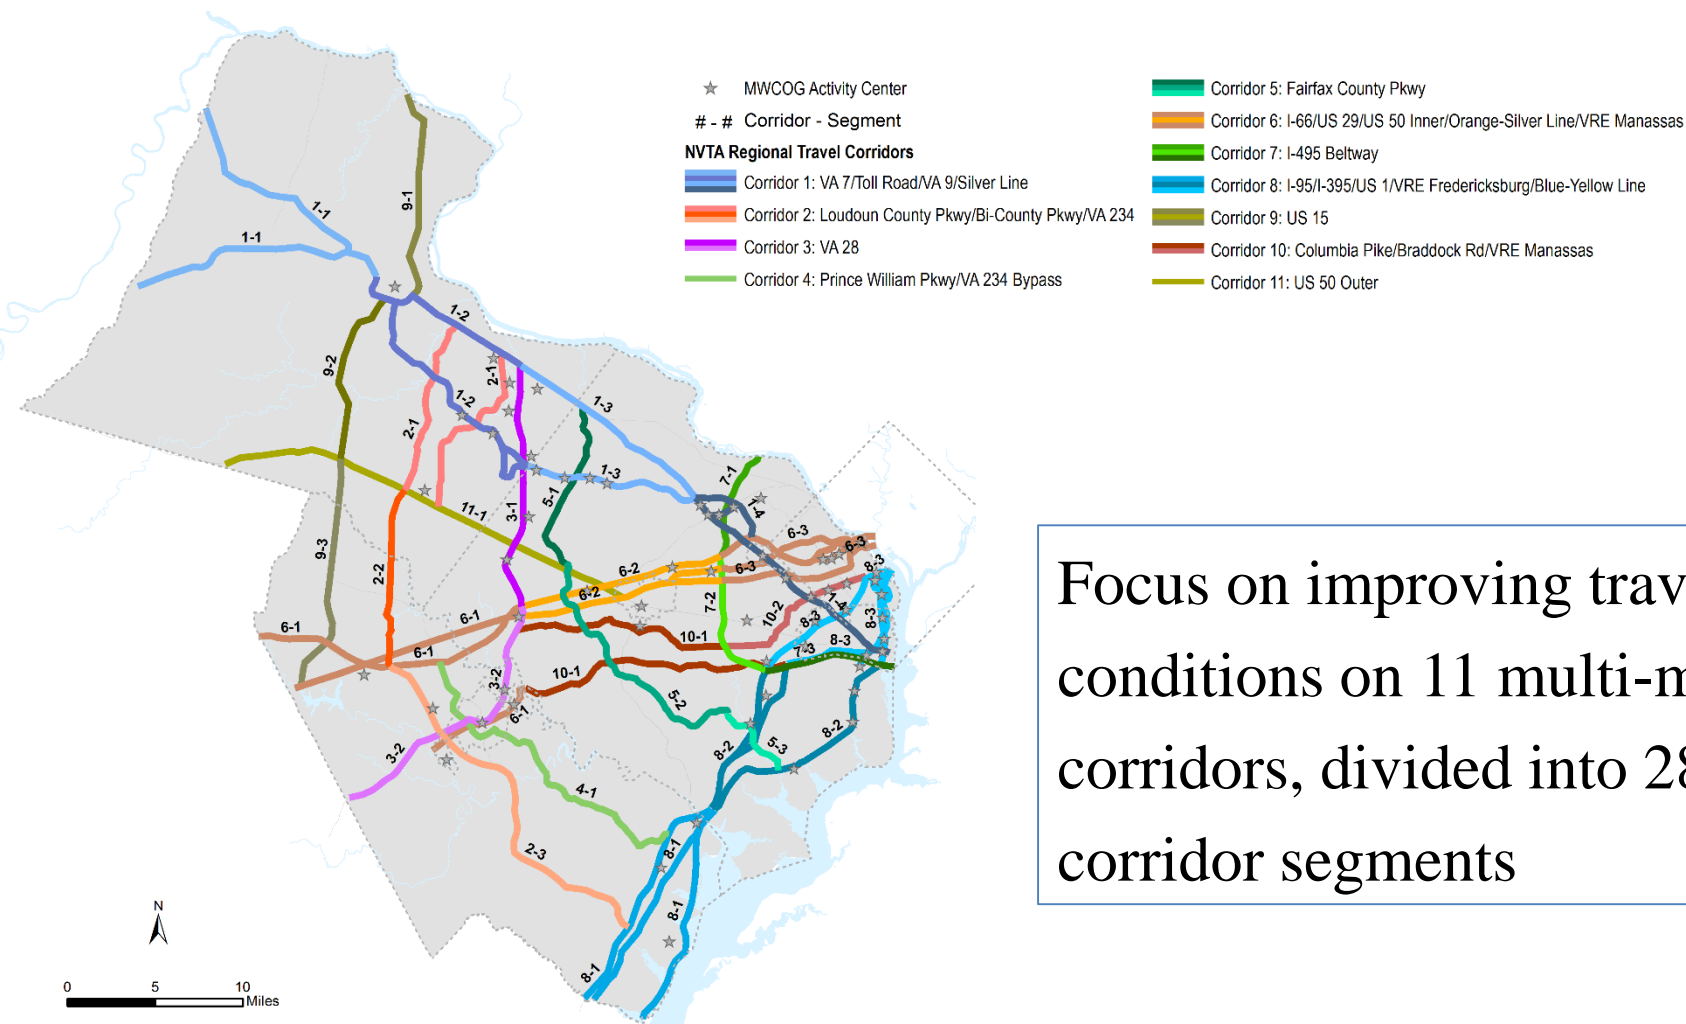 MWCOG Activity Center
# - # Corridor - Segment
NVTA Regional Travel Corridors
Corridor 1: VA 7/Toll Road/VA 9/Silver Line
Corridor 2: Loudoun County Pkwy/Bi-County Pkwy/VA 234
Corridor 3: VA 28
Corridor 4: Prince William Pkwy/VA 234 Bypass
Corridor 5: Fairfax County Pkwy
Corridor 6: I-66/US 29/US 50 Inner/Orange-Silver Line/VRE Manassas
Corridor 7: I-495 Beltway
Corridor 8: I-95/I-395/US 1/VRE Fredericksburg/Blue-Yellow Line
Corridor 9: US 15
Corridor 10: Columbia Pike/Braddock Rd/VRE Manassas
Corridor 11: US 50 Outer
1-1
9-1
1-1
1-2
9-2
2-1
1-2
1-3
2-1
1-3
7-1
5-1
3-1
1-4
11-1
6-3
6-3
9-3
2-2
6-2
6-3
8-3
6-2
7-2
1-4
10-2
6-1
6-1
8-3
8-3
10-1
8-3
6-1
7-3
10-1
3-2
5-2
6-1
8-2
3-2
8-2
5-3
4-1
2-3
8-1
8-1
8-1
N
0 5 10
Miles
Focus on improving trav
conditions on 11 multi-m
corridors, divided into 28
corridor segments